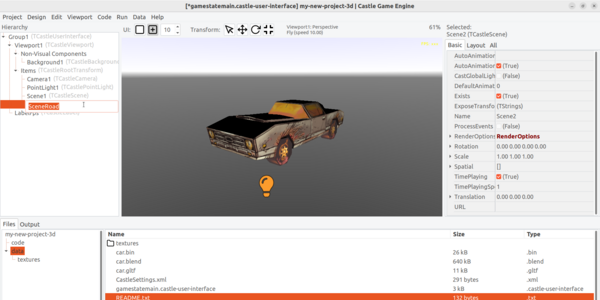 [*gamestatemain.castle-user-interface] my-new-project-3d | Castle Game Engine
Project Design Edit Viewport Code Run Data Help
Hierarchy
UI: 10 Transform: Viewport1: Perspective
Fly (speed 10.00) 61%
Group1 (TCastleUserInterface)
Viewport1 (TCastleViewport)
Non-Visual Components
Background1 (TCastleBackground
Items (TCastleRootTransform)
Camera1 (TCastleCamera)
PointLight1 (TCastlePointLight)
Scene1 (TCastleScene)
SceneRoad
Selected:
Scene2 (TCastleScene)
Basic Layout All
AutoAnimation
AutoAnimation (True)
CastGlobalLigh (False)
DefaultAnimati 0
Exists (True)
ExposeTransfo (TStrings)
Name Scene2
ProcessEvents (False)
RenderOptions RenderOptions
Rotation 0.00 0.00 0.00 0.00
Scale 1.00 1.00 1.00
Spatial []
TimePlaying (True)
TimePlayingSp 1
Translation 0.00 0.00 0.00
URL
Files Output
my-new-project-3d
code
data
textures
Name Size Type
textures
car.bin 26 kB .bin
car.blend 640 kB .blend
car.gltf 11 kB .gltf
CastleSettings.xml 291 bytes .xml
gamestatemain.castle-user-interface 3 kB .castle-user-interface
README.txt 132 bytes .txt